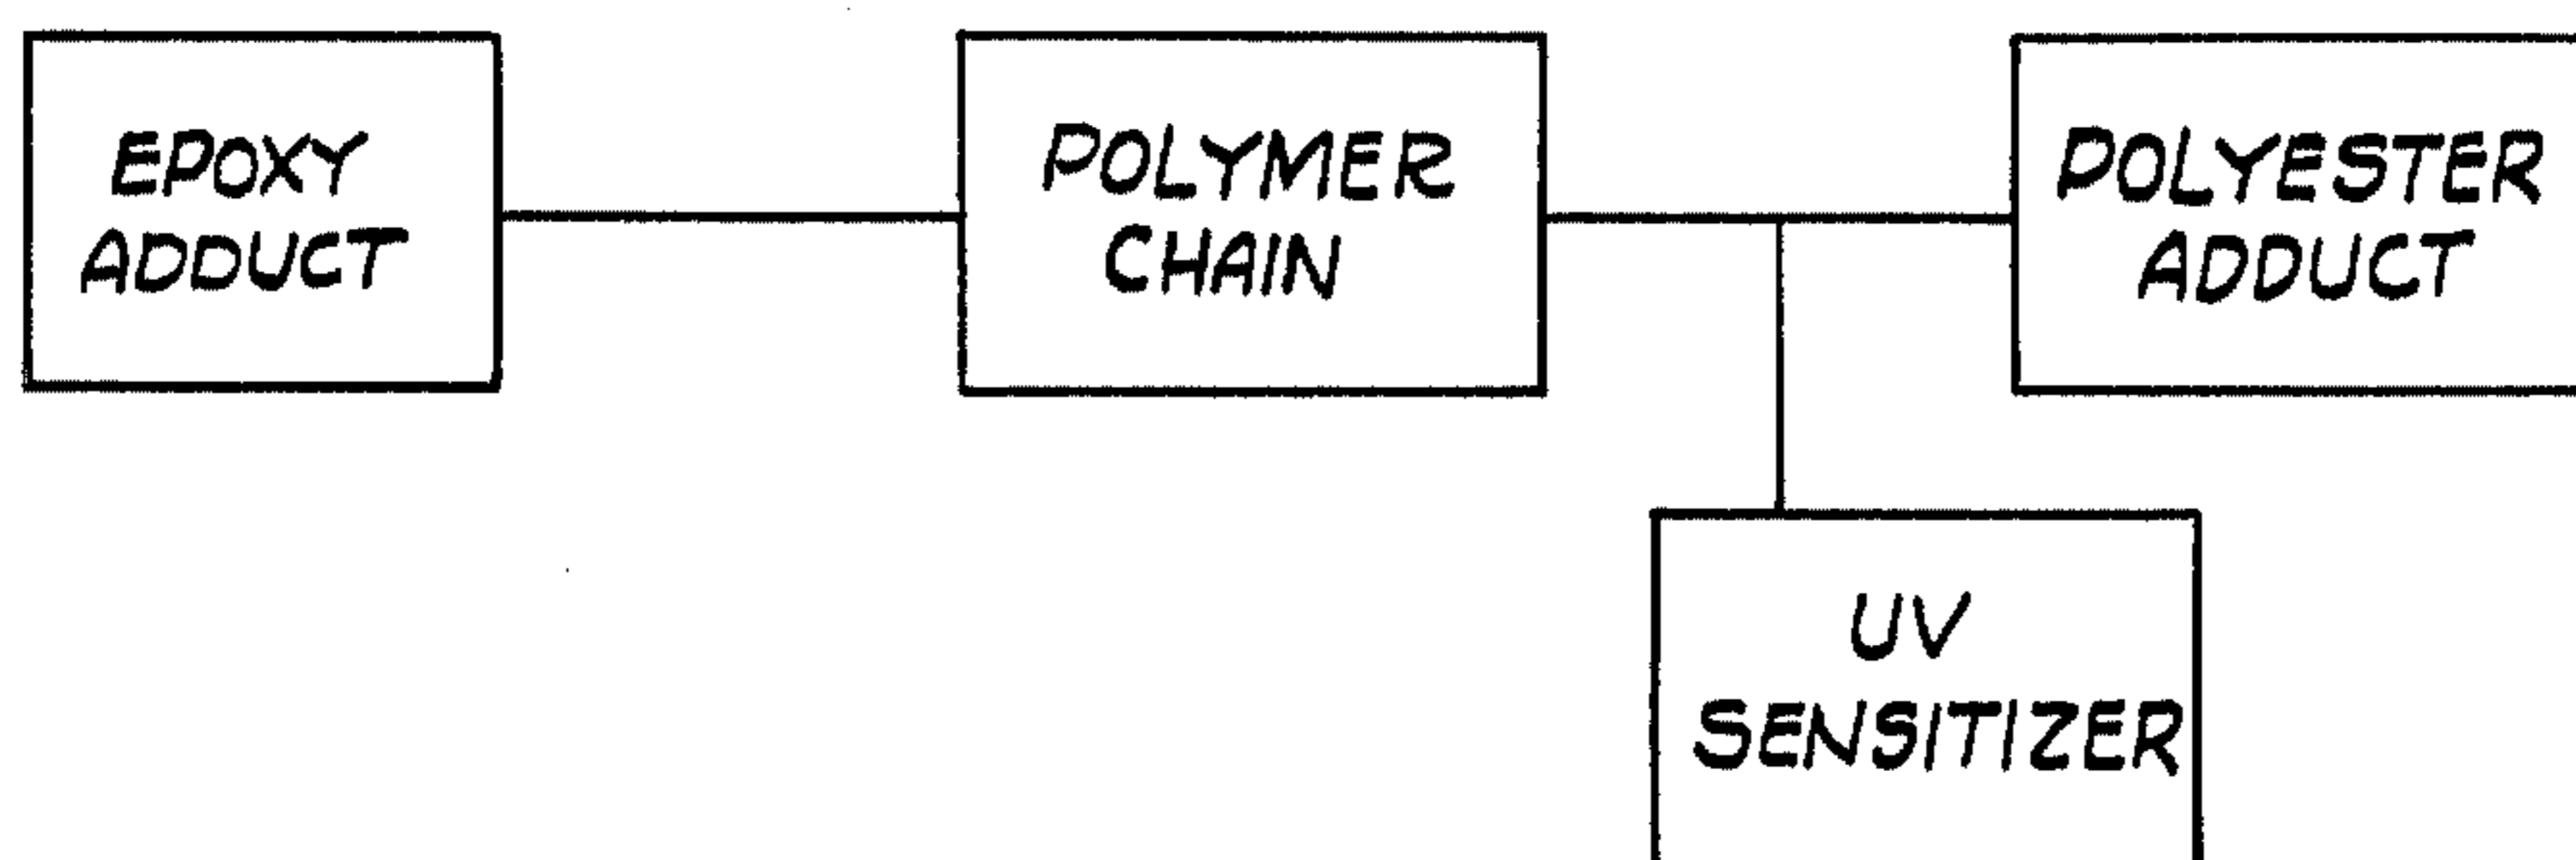 EPOXY
ADDUCT
POLYMER
CHAIN
POLYESTER
ADDUCT
UV
SENSITIZER